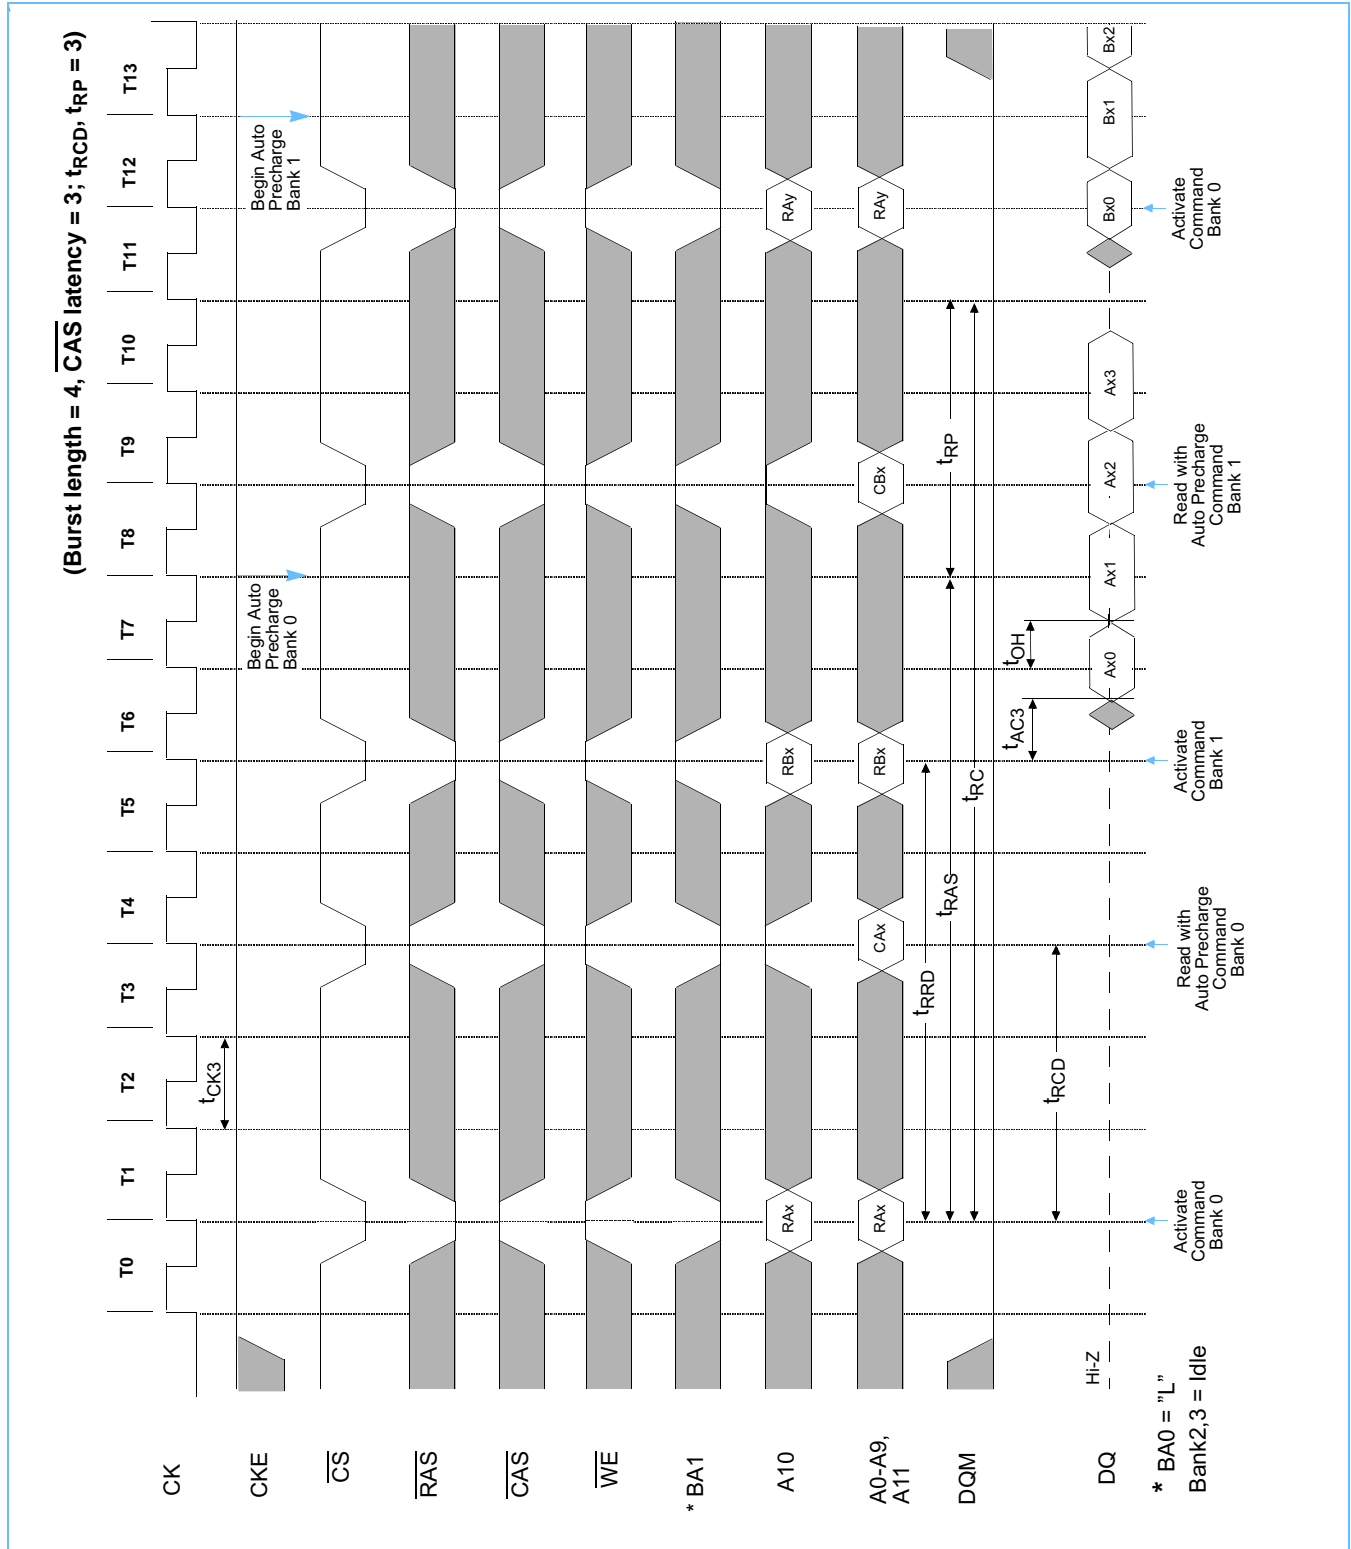 (Burst length = 4, CAS latency = 3; tRCD, tRP = 3)
T0 T1 T2 T3 T4 T5 T6 T7 T8 T9 T10 T11 T12 T13
CK
tCK3
CKE
Begin Auto
Precharge
Bank 0
Begin Auto
Precharge
Bank 1
CS
RAS
CAS
WE
* BA1
A10
RAx RBx RAy
A0-A9,
A11
RAx CAx RBx CBx RAy
tRRD
tRAS
tRP
DQM
tRC
tAC3
tOH
tRCD
DQ
Hi-Z
Ax0 Ax1 Ax2 Ax3 Bx0 Bx1 Bx2
Activate
Command
Bank 0
Read with
Auto Precharge
Command
Bank 0
Activate
Command
Bank 1
Read with
Auto Precharge
Command
Bank 1
Activate
Command
Bank 0
* BA0 = ”L”
Bank2,3 = Idle